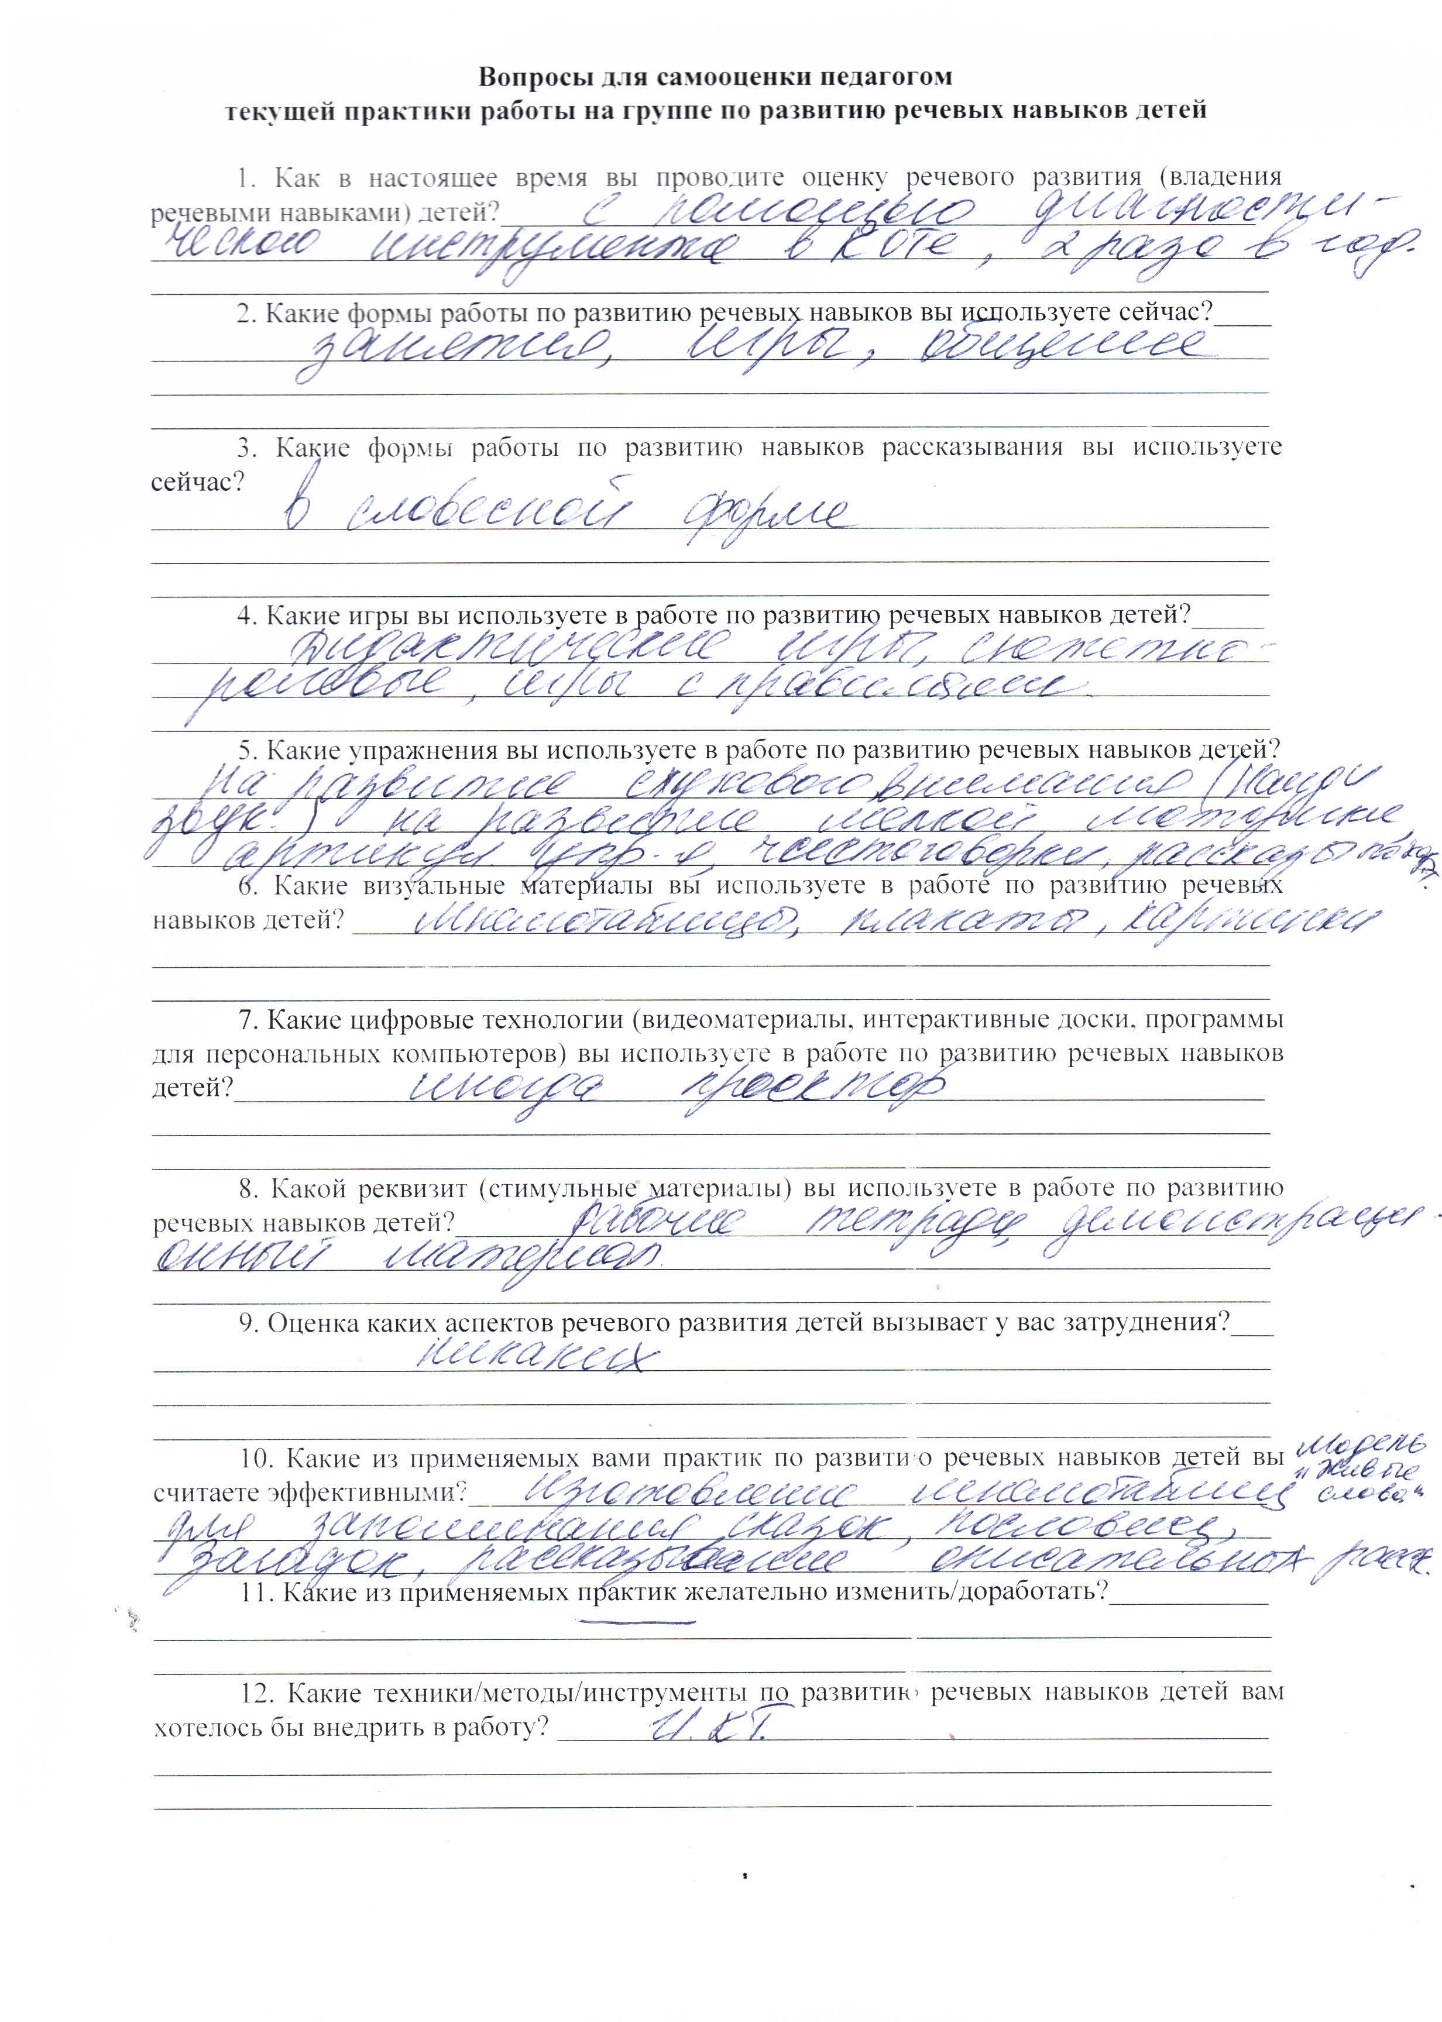 Вопросы для самооценки педагогом
текущей практики работы на группе по развитию речевых навыков детей
1. Как в настоящее время вы проводите оценку речевого развития (владения
речевыми навыками) детей? с помощью диагности-
ческого инструмента в КОТе, 2 раза в год.
2. Какие формы работы по развитию речевых навыков вы используете сейчас?
занятия, игры, общение
3. Какие формы работы по развитию навыков рассказывания вы используете
сейчас?
в словесной форме
4. Какие игры вы используете в работе по развитию речевых навыков детей?
Дидактические игры, сюжетно-
ролевые, игры с правилами.
5. Какие упражнения вы используете в работе по развитию речевых навыков детей?
На развитие слухового внимания (Найди
звук.) на развитие мелкой моторики,
артикул. упр-я, чистоговорки, рассказы по
6. Какие визуальные материалы вы используете в работе по развитию речевых
навыков детей? Мнемотаблицы, плакаты, картинки
7. Какие цифровые технологии (видеоматериалы, интерактивные доски, программы
для персональных компьютеров) вы используете в работе по развитию речевых навыков
детей? иногда проектор
8. Какой реквизит (стимульные материалы) вы используете в работе по развитию
речевых навыков детей? Рабочие тетради, демонстраци
онный материал.
9. Оценка каких аспектов речевого развития детей вызывает у вас затруднения?
Никаких
10. Какие из применяемых вами практик по развитию речевых навыков детей вы
считаете эффективными? Изготовление мнемотаблиц
модель
"Живые
слова"
для запоминания сказок, пословиц,
загадок, рассказывание описательных расск.
11. Какие из применяемых практик желательно изменить/доработать?
—
12. Какие техники/методы/инструменты по развитию речевых навыков детей вам
хотелось бы внедрить в работу? И.КТ.